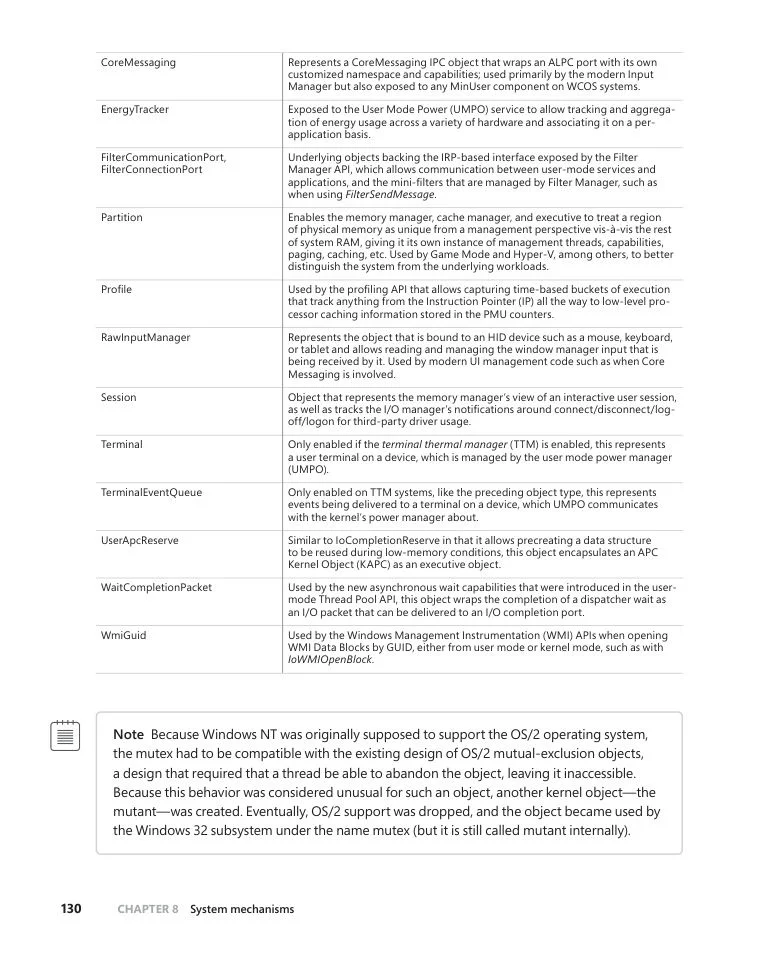 CoreMessaging
Represents a CoreMessaging IPC object that wraps an ALPC port with its own
customized namespace and capabilities; used primarily by the modern Input
Manager but also exposed to any MinUser component on WCOS systems.
EnergyTracker
Exposed to the User Mode Power (UMPO) service to allow tracking and aggrega-
tion of energy usage across a variety of hardware and associating it on a per-
application basis.
FilterCommunicationPort,
FilterConnectionPort
Underlying objects backing the IRP-based interface exposed by the Filter
Manager API, which allows communication between user-mode services and
applications, and the mini-filters that are managed by Filter Manager, such as
when using FilterSendMessage.
Partition
Enables the memory manager, cache manager, and executive to treat a region
of physical memory as unique from a management perspective vis-à-vis the rest
of system RAM, giving it its own instance of management threads, capabilities,
paging, caching, etc. Used by Game Mode and Hyper-V, among others, to better
distinguish the system from the underlying workloads.
Profile
Used by the profiling API that allows capturing time-based buckets of execution
that track anything from the Instruction Pointer (IP) all the way to low-level pro-
cessor caching information stored in the PMU counters.
RawInputManager
Represents the object that is bound to an HID device such as a mouse, keyboard,
or tablet and allows reading and managing the window manager input that is
being received by it. Used by modern UI management code such as when Core
Messaging is involved.
Session
Object that represents the memory manager's view of an interactive user session,
as well as tracks the I/O manager's notifications around connect/disconnect/log-
off/logon for third-party driver usage.
Terminal
Only enabled if the terminal thermal manager (TTM) is enabled, this represents
a user terminal on a device, which is managed by the user mode power manager
(UMPO).
TerminalEventQueue
Only enabled on TTM systems, like the preceding object type, this represents
events being delivered to a terminal on a device, which UMPO communicates
with the kernel's power manager about.
UserApcReserve
Similar to IoCompletionReserve in that it allows precreating a data structure
to be reused during low-memory conditions, this object encapsulates an APC
Kernel Object (KAPC) as an executive object.
WaitCompletionPacket
Used by the new asynchronous wait capabilities that were introduced in the user-
mode Thread Pool API, this object wraps the completion of a dispatcher wait as
an I/O packet that can be delivered to an I/O completion port.
WmiGuid
Used by the Windows Management Instrumentation (WMI) APIs when opening
WMI Data Blocks by GUID, either from user mode or kernel mode, such as with
IoWMIOpenBlock.
Note Because Windows NT was originally supposed to support the OS/2 operating system,
the mutex had to be compatible with the existing design of OS/2 mutual-exclusion objects,
a design that required that a thread be able to abandon the object, leaving it inaccessible.
Because this behavior was considered unusual for such an object, another kernel object—the
mutant—was created. Eventually, OS/2 support was dropped, and the object became used by
the Windows 32 subsystem under the name mutex (but it is still called mutant internally).
130 CHAPTER 8 System mechanisms